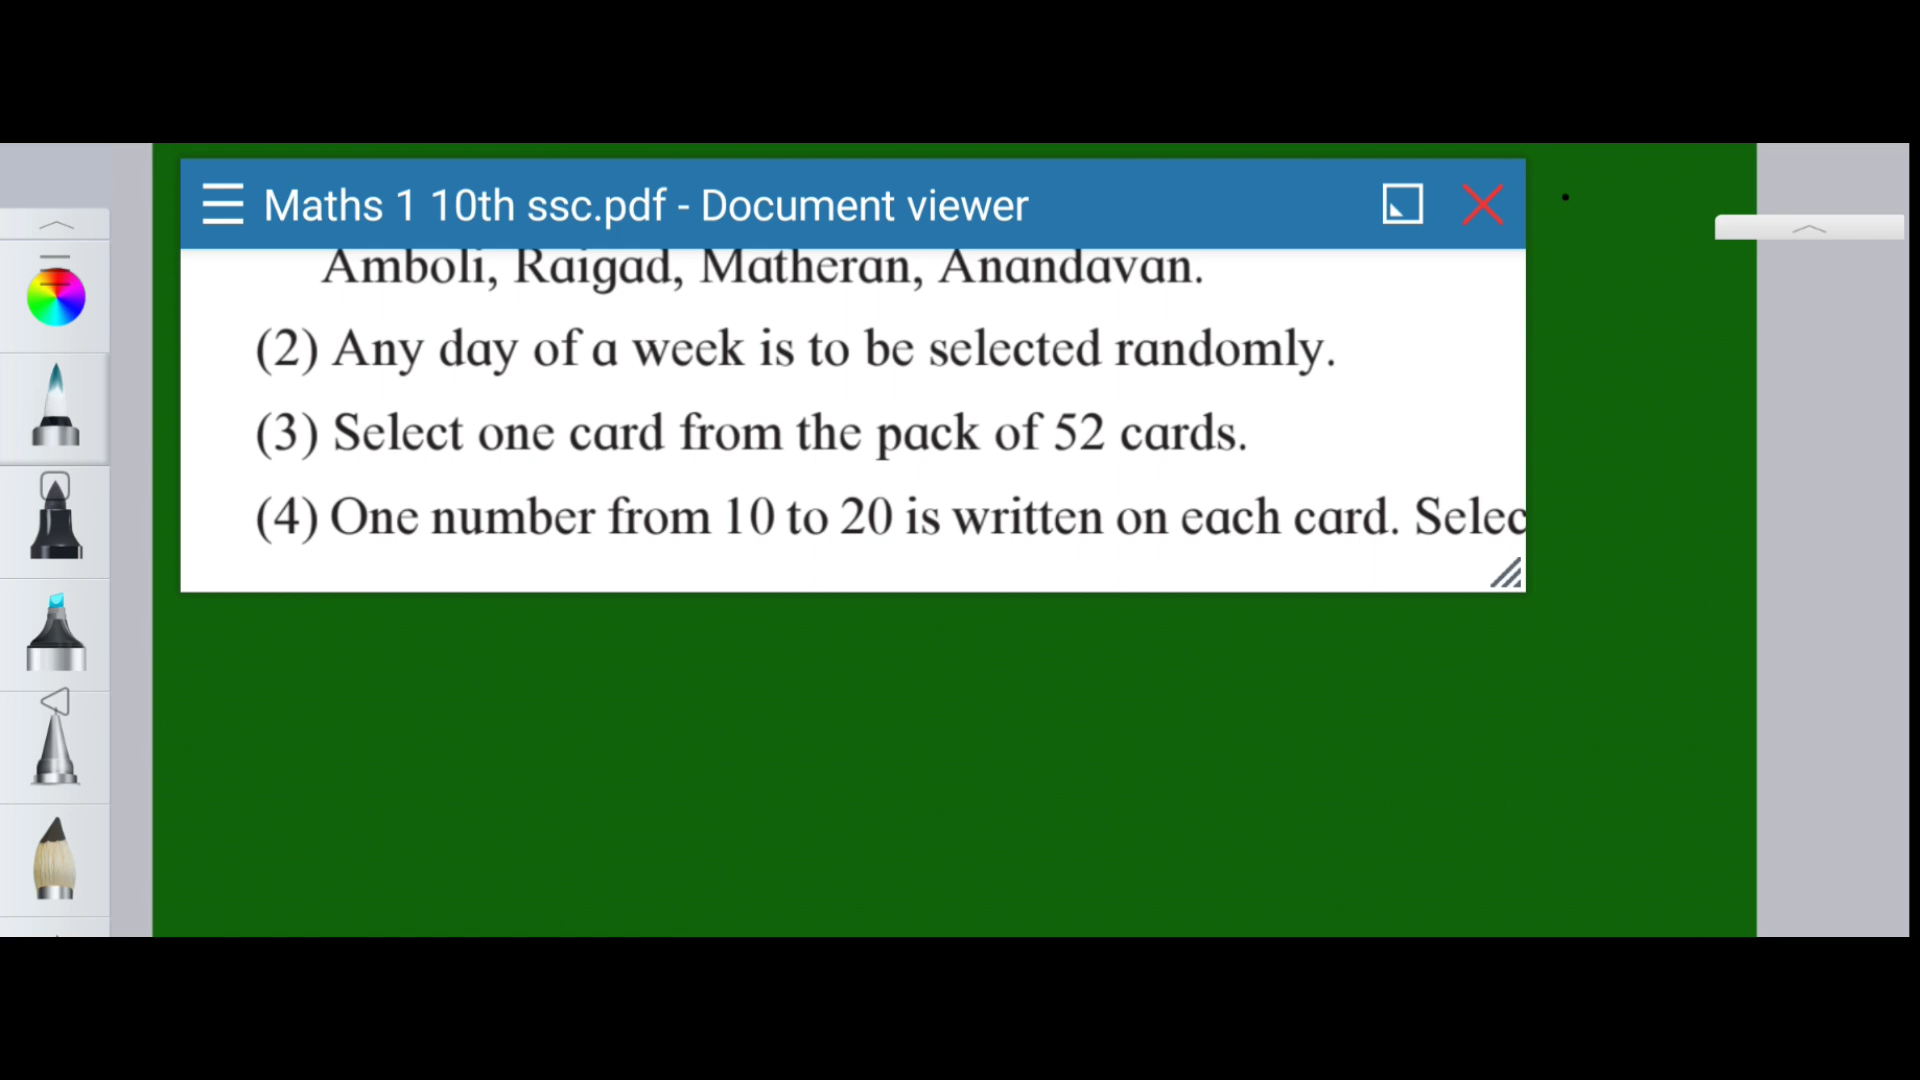 Maths 1 10th ssc.pdf - Document viewer
Amboli, Raigad, Matheran, Anandavan.
(2) Any day of a week is to be selected randomly.
(3) Select one card from the pack of 52 cards.
(4) One number from 10 to 20 is written on each card. Selec